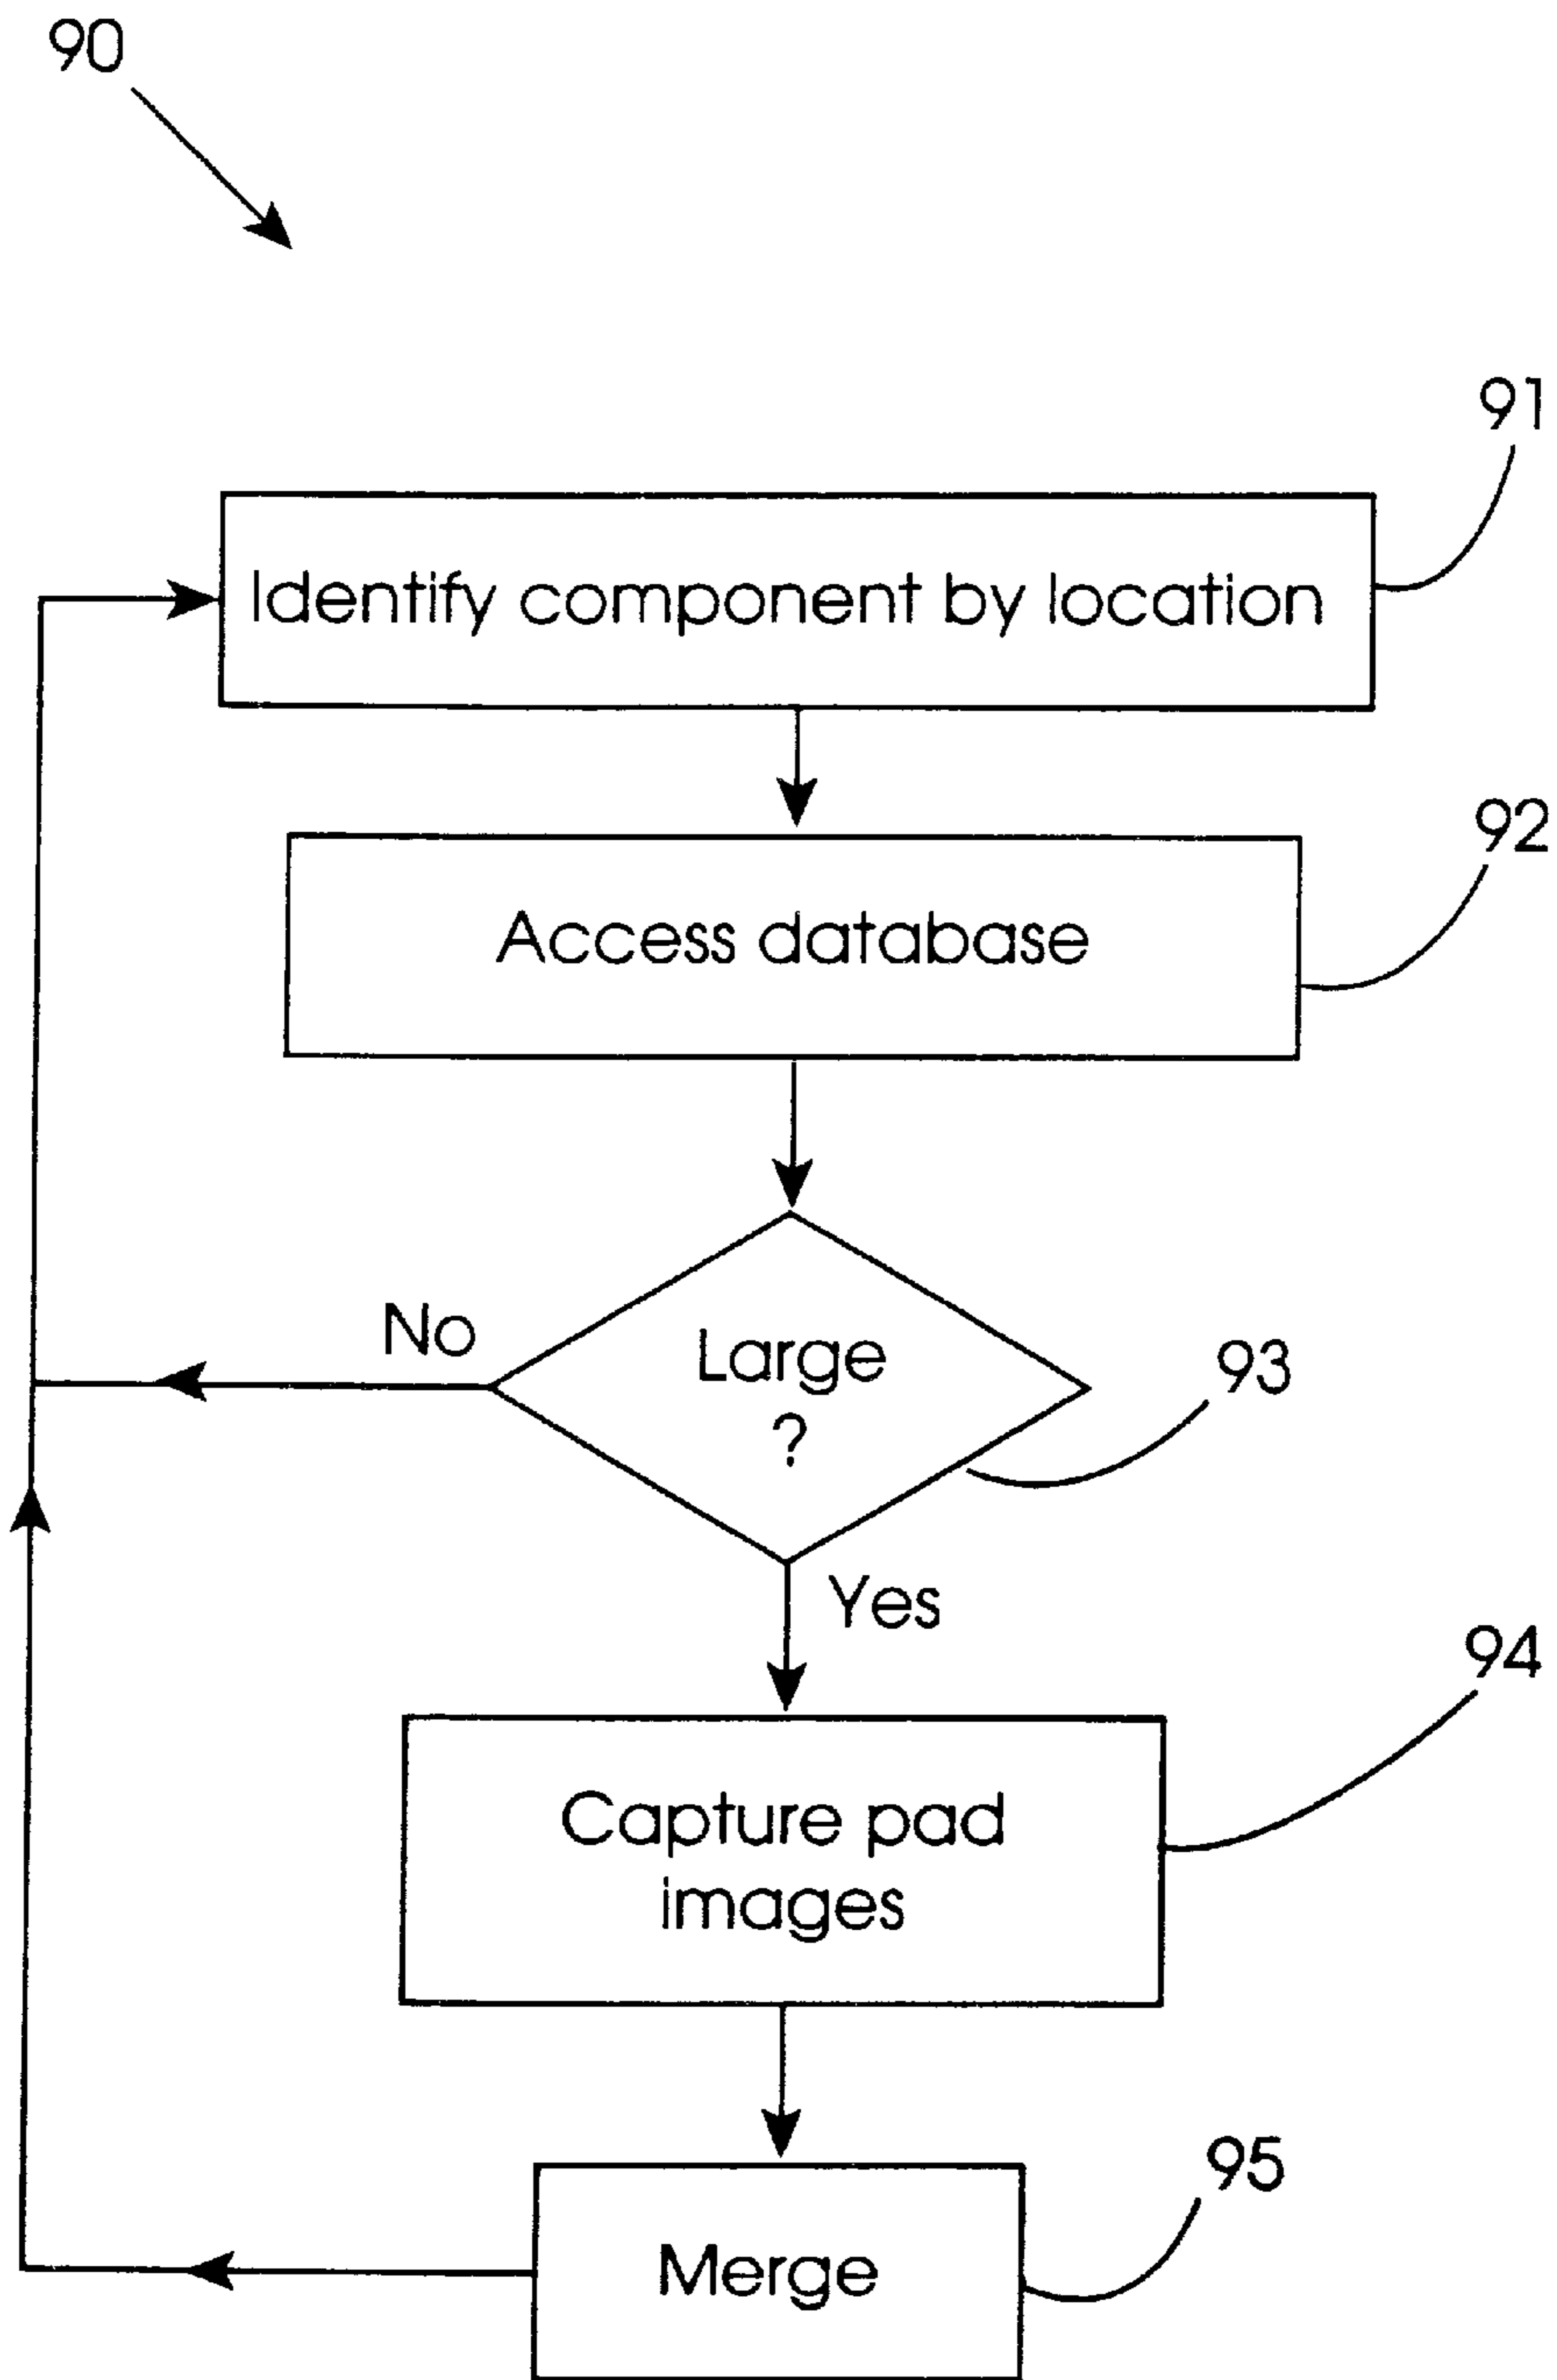 90
91
Identify component by location
92
Access database
No
Large
?
93
Yes
94
Capture pad
images
95
Merge